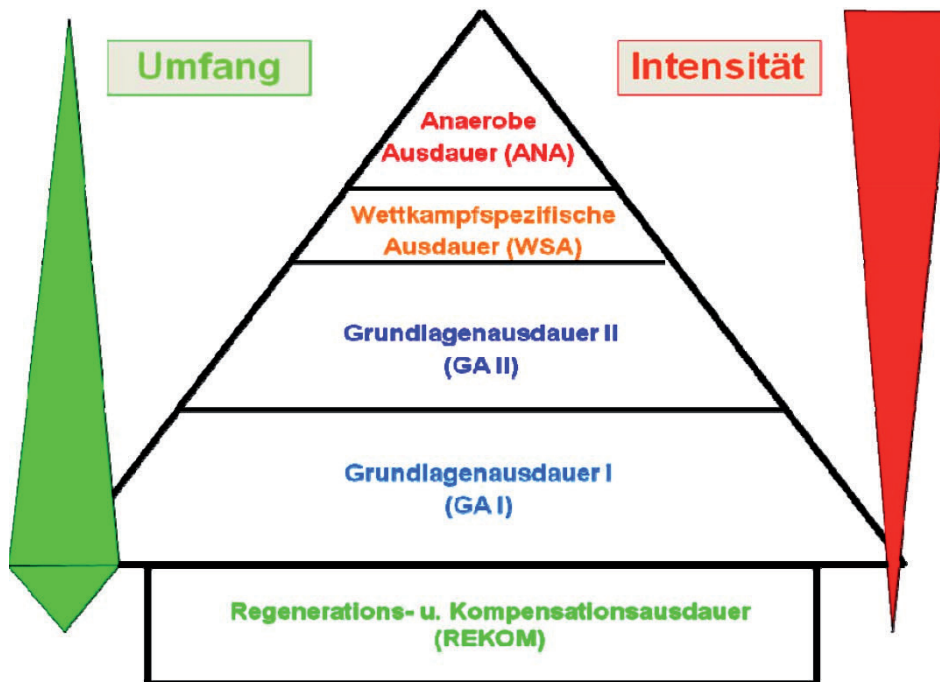 Umfang
Intensität
Anaerobe
Ausdauer (ANA)
Wettkampfspezifische
Ausdauer (WSA)
Grundlagenausdauer II
(GA II)
Grundlagenausdauer I
(GA I)
Regenerations- u. Kompensationsausdauer
(REKOM)